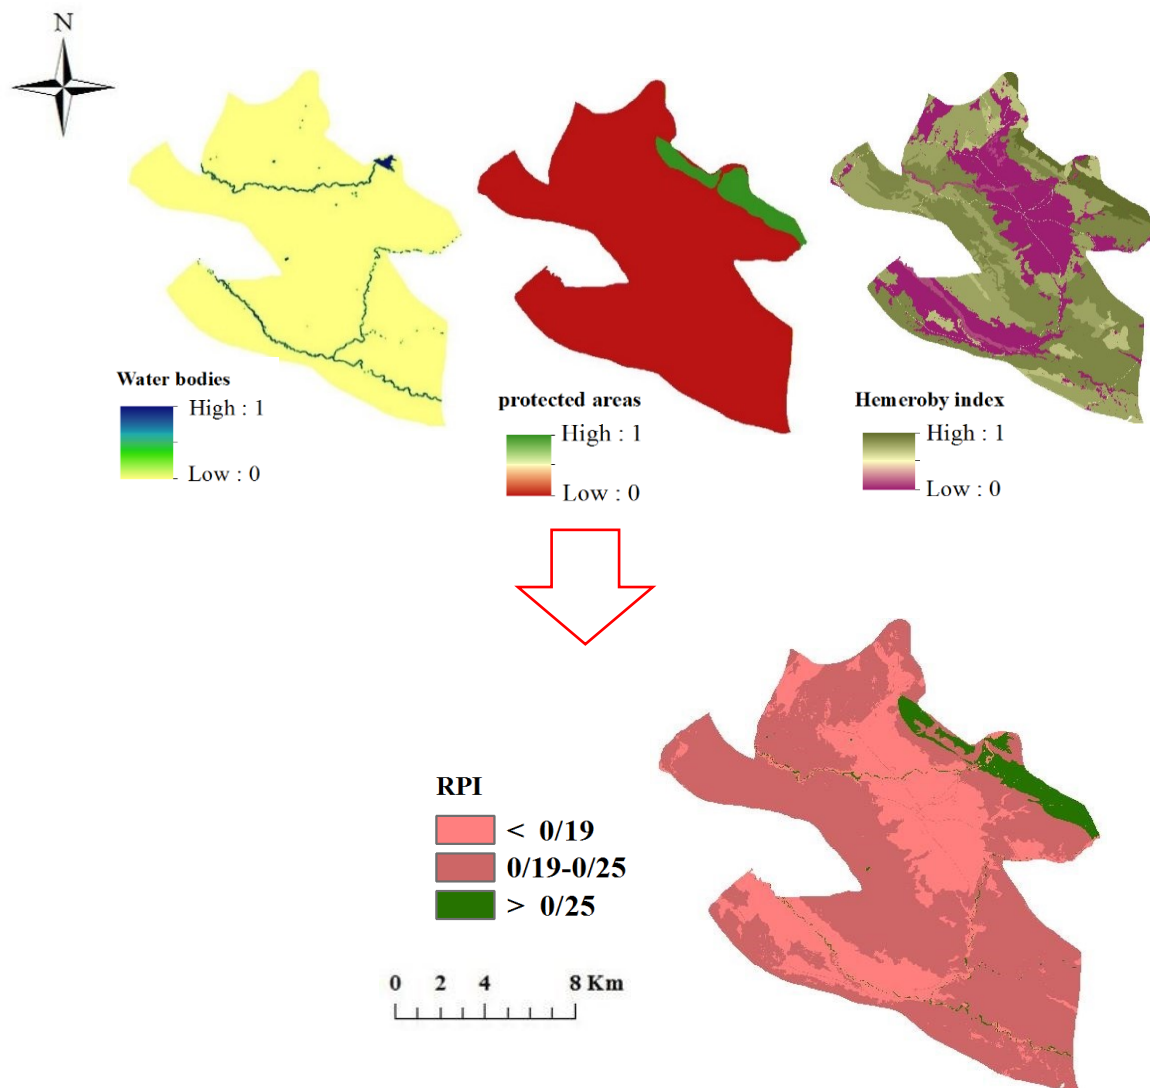 N
Water bodies
High : 1
Low : 0
protected areas
High : 1
Low : 0
Hemeroby index
High : 1
Low : 0
RPI
< 0/19
0/19-0/25
> 0/25
0 2 4 8 Km